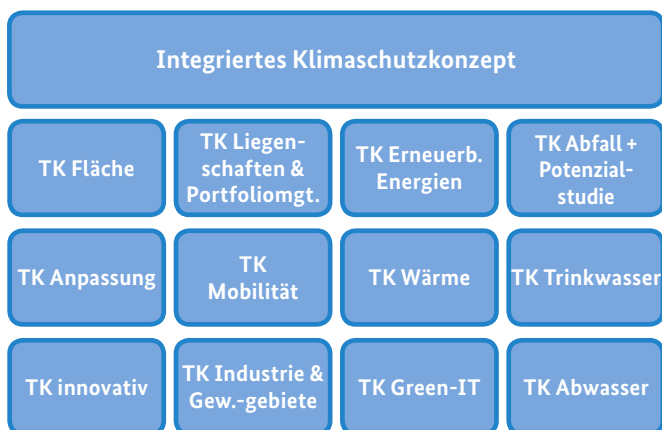 Integriertes Klimaschutzkonzept
TK Fläche
TK Liegen-
schaften &
Portfoliomgt.
TK Erneuerb.
Energien
TK Abfall +
Potenzial-
studie
TK Anpassung
TK
Mobilität
TK Wärme
TK Trinkwasser
TK innovativ
TK Industrie &
Gew.-gebiete
TK Green-IT
TK Abwasser